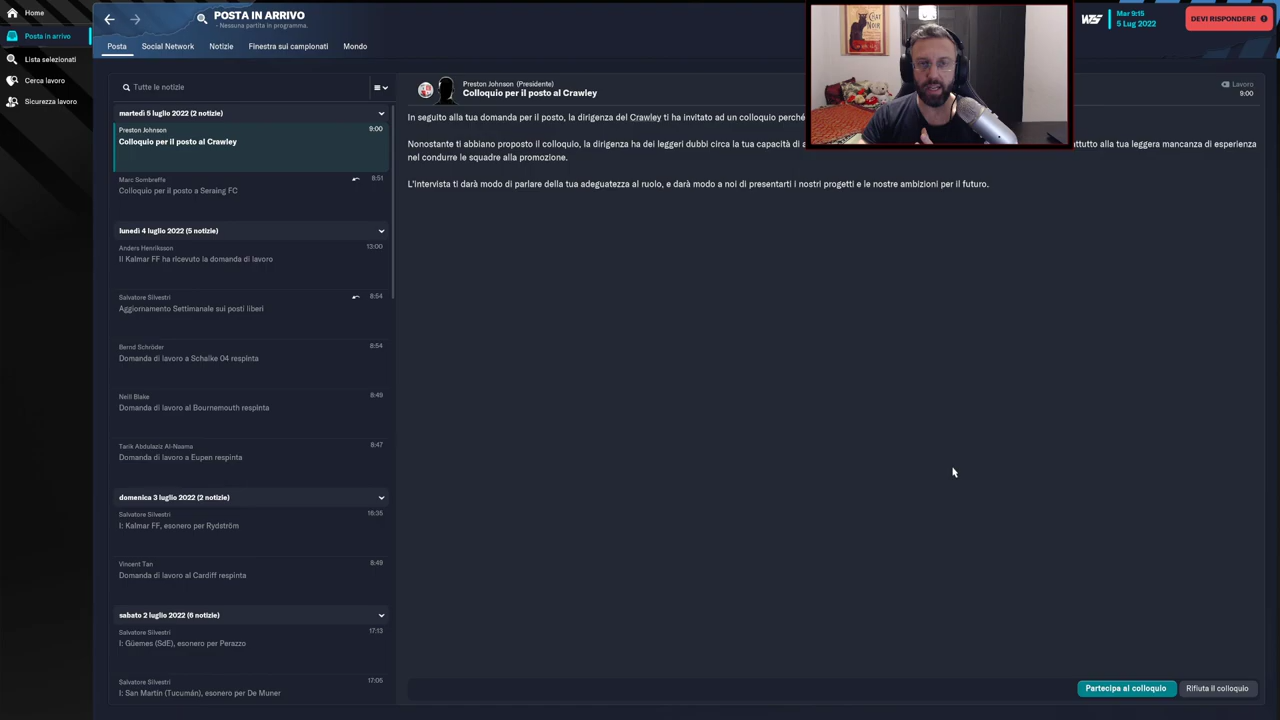 Home
Posta in arrivo
Lista selezionati
Cerca lavoro
Sicurezza lavoro
POSTA IN ARRIVO
- Nessuna partita in programma.
Posta Social Network Notizie Finestra sui campionati Mondo
Mar 9:15
5 Lug 2022
DEVI RISPONDERE
CHAT
NOIR
Tutte le notizie
martedì 5 luglio 2022 (2 notizie)
Preston Johnson 9:00
Colloquio per il posto al Crawley
Marc Sombreffe 8:51
Colloquio per il posto a Seraing FC
lunedì 4 luglio 2022 (5 notizie)
Anders Henriksson 13:00
Il Kalmar FF ha ricevuto la domanda di lavoro
Salvatore Silvestri 8:54
Aggiornamento Settimanale sui posti liberi
Bernd Schröder 8:54
Domanda di lavoro a Schalke 04 respinta
Neill Blake 8:49
Domanda di lavoro al Bournemouth respinta
Tarik Abdulaziz Al-Naama 8:47
Domanda di lavoro a Eupen respinta
domenica 3 luglio 2022 (2 notizie)
Salvatore Silvestri 16:35
I: Kalmar FF, esonero per Rydström
Vincent Tan 8:49
Domanda di lavoro al Cardiff respinta
sabato 2 luglio 2022 (6 notizie)
Salvatore Silvestri 17:13
I: Güemes (SdE), esonero per Perazzo
Salvatore Silvestri 17:05
I: San Martín (Tucumán), esonero per De Muner
Preston Johnson (Presidente)
Colloquio per il posto al Crawley
Lavoro
9:00
In seguito alla tua domanda per il posto, la dirigenza del Crawley ti ha invitato ad un colloquio perché
Nonostante ti abbiano proposto il colloquio, la dirigenza ha dei leggeri dubbi circa la tua capacità di a attutto alla tua leggera mancanza di esperienza
nel condurre le squadre alla promozione.
L'intervista ti darà modo di parlare della tua adeguatezza al ruolo, e darà modo a noi di presentarti i nostri progetti e le nostre ambizioni per il futuro.
Partecipa al colloquio Rifiuta il colloquio